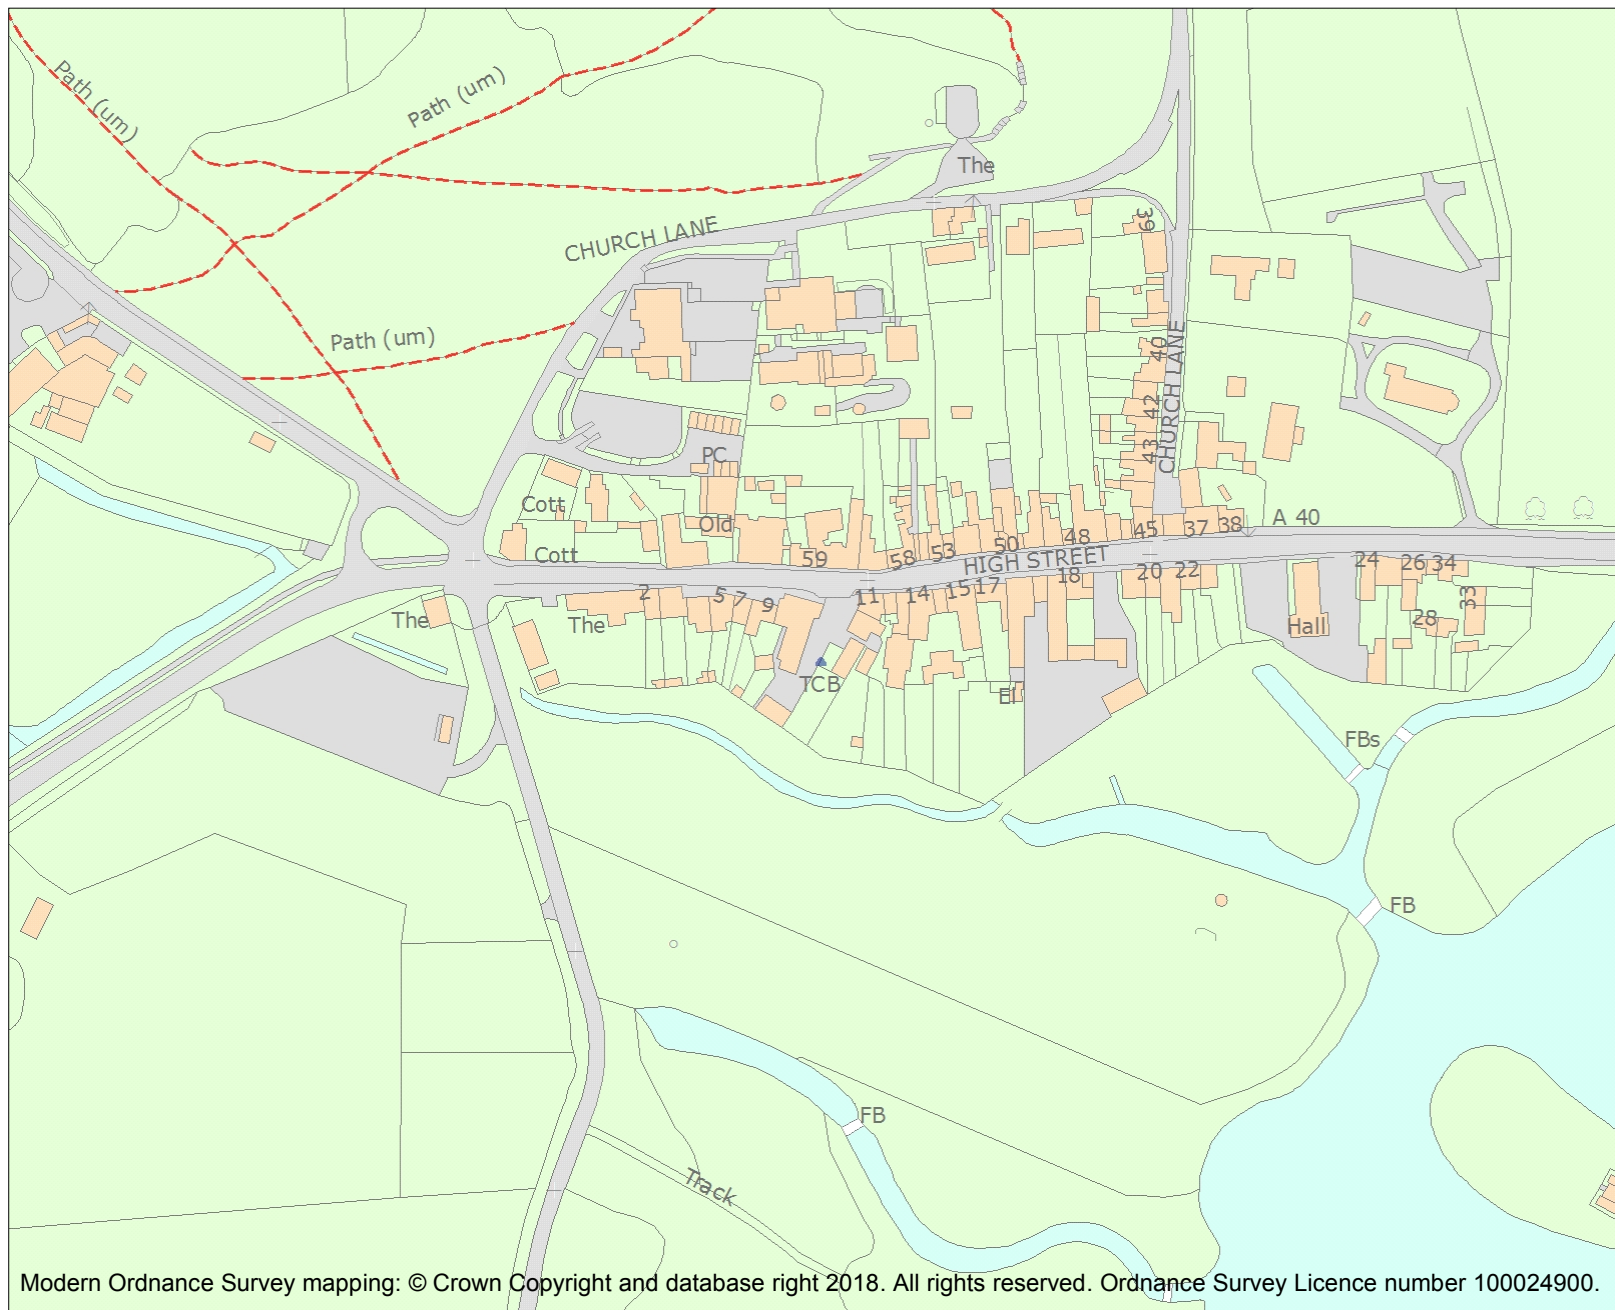 Path (um)
Path (um)
The
CHURCH LANE
39
Path (um)
40
CHURCH LANE
42
43
PC
Cott
Old
Cott
59
58
53
50
48
45
37
38
A 40
HIGH STREET
24
26
34
33
28
2
5
7
9
11
14
15
17
18
20
22
The
The
Hall
TCB
El
FBs
FB
FB
Track
Modern Ordnance Survey mapping: © Crown Copyright and database right 2018. All rights reserved. Ordnance Survey Licence number 100024900.